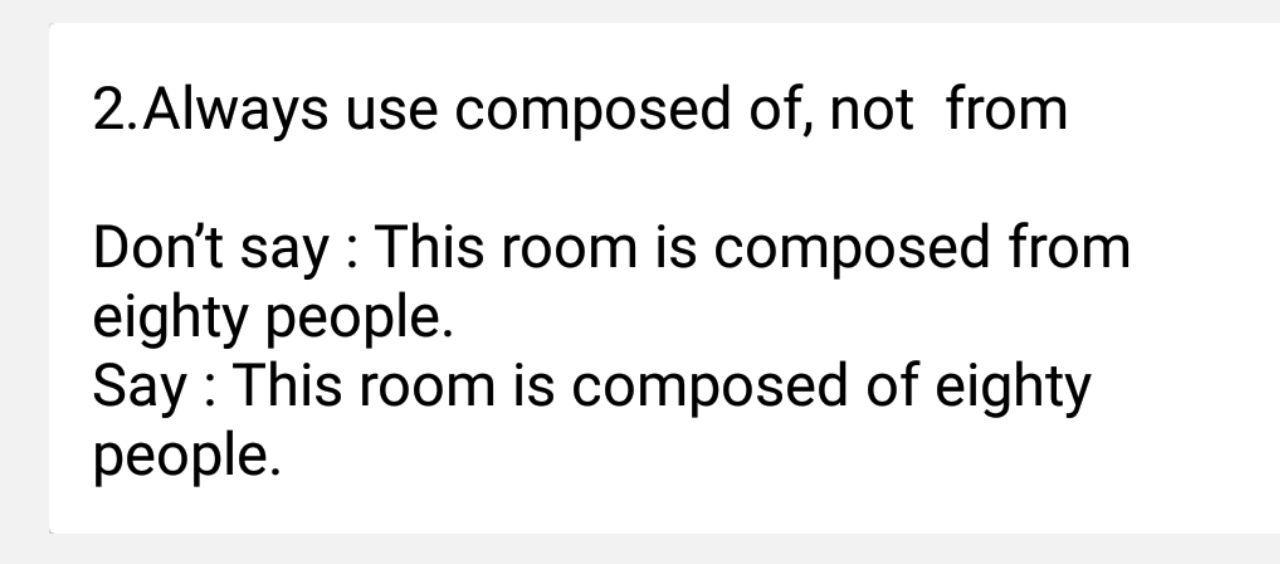 2.Always use composed of, not  from
Don’t say : This room is composed from
eighty people.
Say : This room is composed of eighty
people.